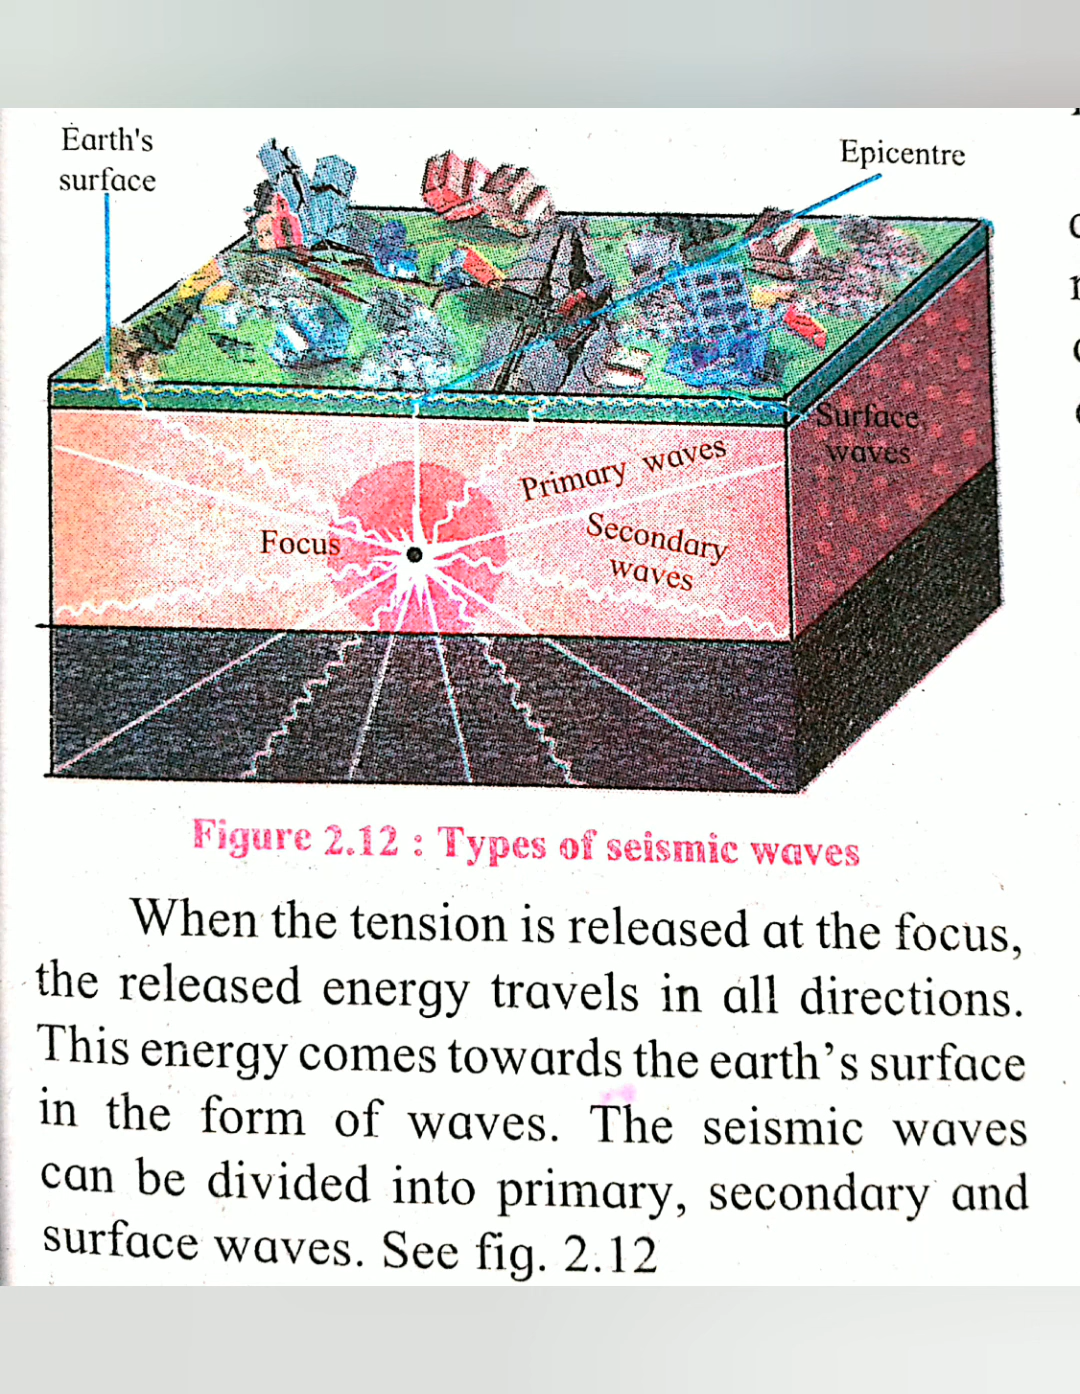 Earth's
surface
Epicentre
Surface
waves
Primary waves
Secondary
waves
Focus
Figure 2.12 : Types of seismic waves
When the tension is released at the focus,
the released energy travels in all directions.
This energy comes towards the earth's surface
in the form of waves. The seismic waves
can be divided into primary, secondary and
surface waves. See fig. 2.12